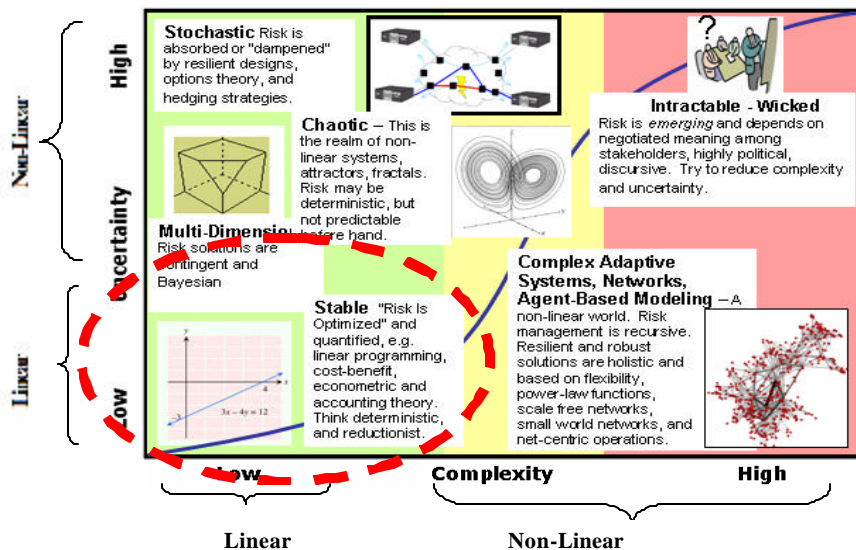 Non-Linear
Linear
High
Uncertainty
Low
Stochastic Risk is
absorbed or "dampened"
by resilient designs,
options theory, and
hedging strategies.
Chaotic – This is
the realm of non-
linear systems,
attractors, fractals.
Risk may be
deterministic, but
not predictable
before hand.
?
Intractable - Wicked
Risk is emerging and depends on
negotiated meaning among
stakeholders, highly political,
discursive. Try to reduce complexity
and uncertainty.
Multi-Dimensio
Risk solutions are
contingent and
Bayesian
Stable "Risk Is
Optimized" and
quantified, e.g.
linear programming,
cost-benefit,
econometric and
accounting theory.
Think deterministic,
and reductionist.
y
x
4
-3
3x – 4y = 12
Complex Adaptive
Systems, Networks,
Agent-Based Modeling – A
non-linear world. Risk
management is recursive.
Resilient and robust
solutions are holistic and
based on flexibility,
power-law functions,
scale free networks,
small world networks, and
net-centric operations.
Low
Complexity
High
Linear
Non-Linear